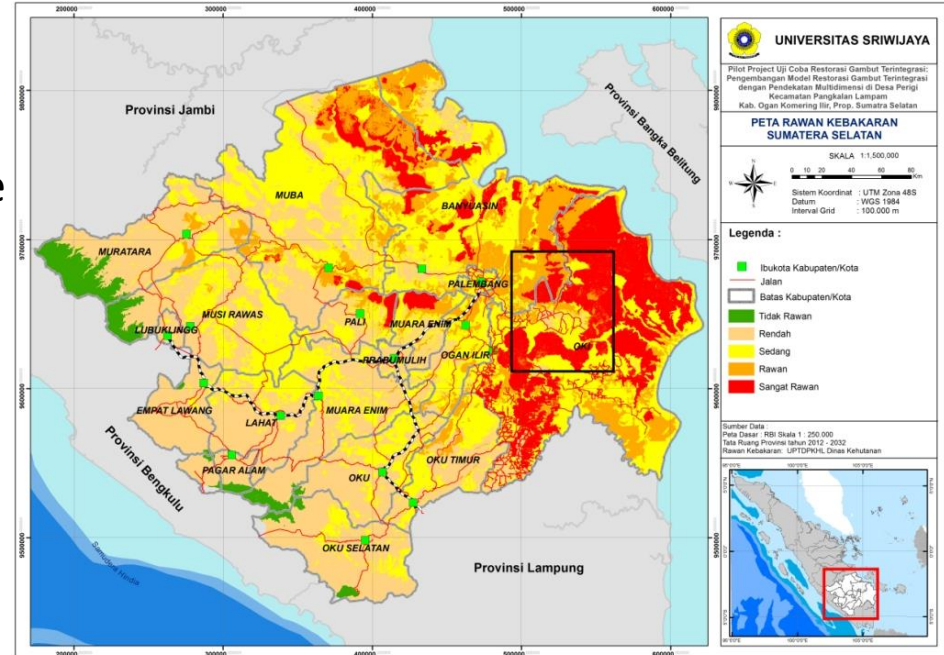 e
200000 300000 400000 500000 600000
9800000
9700000
9600000
9500000
Provinsi Jambi
Provinsi Bangka Belitung
MUBA
BANYUASIN
MURATARA
PALEMBANG
MUSI RAWAS
LUBUKLINGG
PALI
MUARA ENIM
OKI
PRABUMULIH
OGAN ILIR
EMPAT LAWANG
LAHAT
MUARA ENIM
Provinsi Bengkulu
PAGAR ALAM
OKU
OKU TIMUR
OKU SELATAN
Provinsi Lampung
Samudera Hindia
200000 300000 400000 500000 600000
UNIVERSITAS SRIWIJAYA
Pilot Project Uji Coba Restorasi Gambut Terintegrasi:
Pengembangan Model Restorasi Gambut Terintegrasi
dengan Pendekatan Multidimensi di Desa Perigi
Kecamatan Pangkalan Lampam
Kab. Ogan Komering Ilir, Prop. Sumatra Selatan
PETA RAWAN KEBAKARAN
SUMATERA SELATAN
SKALA 1:1,500,000
0 10 20 40 60 80
Km
Sistem Koordinat : UTM Zona 48S
Datum : WGS 1984
Interval Grid : 100.000 m
Legenda :
Ibukota Kabupaten/Kota
Jalan
Batas Kabupaten/Kota
Tidak Rawan
Rendah
Sedang
Rawan
Sangat Rawan
Sumber Data :
Peta Dasar : RBI Skala 1 : 250.000
Tata Ruang Provinsi tahun 2012 - 2032
Rawan Kebakaran: UPTDPKHL Dinas Kehutanan